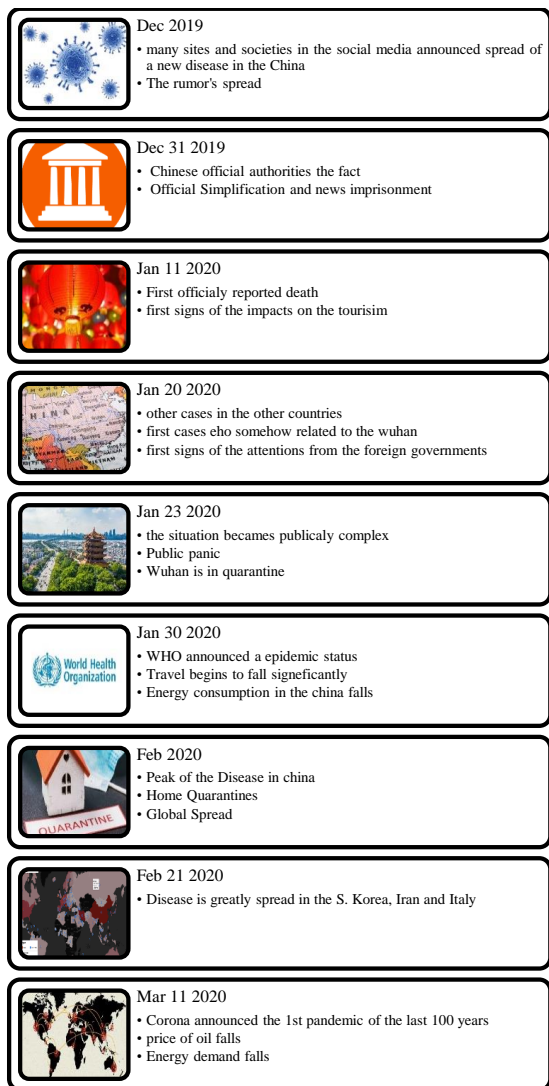 Dec 2019
• many sites and societies in the social media announced spread of
a new disease in the China
• The rumor's spread
Dec 31 2019
• Chinese official authorities the fact
• Official Simplification and news imprisonment
Jan 11 2020
• First officialy reported death
• first signs of the impacts on the tourisim
Jan 20 2020
• other cases in the other countries
• first cases eho somehow related to the wuhan
• first signs of the attentions from the foreign governments
Jan 23 2020
• the situation becames publicaly complex
• Public panic
• Wuhan is in quarantine
World Health
Organization
Jan 30 2020
• WHO announced a epidemic status
• Travel begins to fall signeficantly
• Energy consumption in the china falls
QUARANTINE
Feb 2020
• Peak of the Disease in china
• Home Quarantines
• Global Spread
Feb 21 2020
• Disease is greatly spread in the S. Korea, Iran and Italy
Mar 11 2020
• Corona announced the 1st pandemic of the last 100 years
• price of oil falls
• Energy demand falls